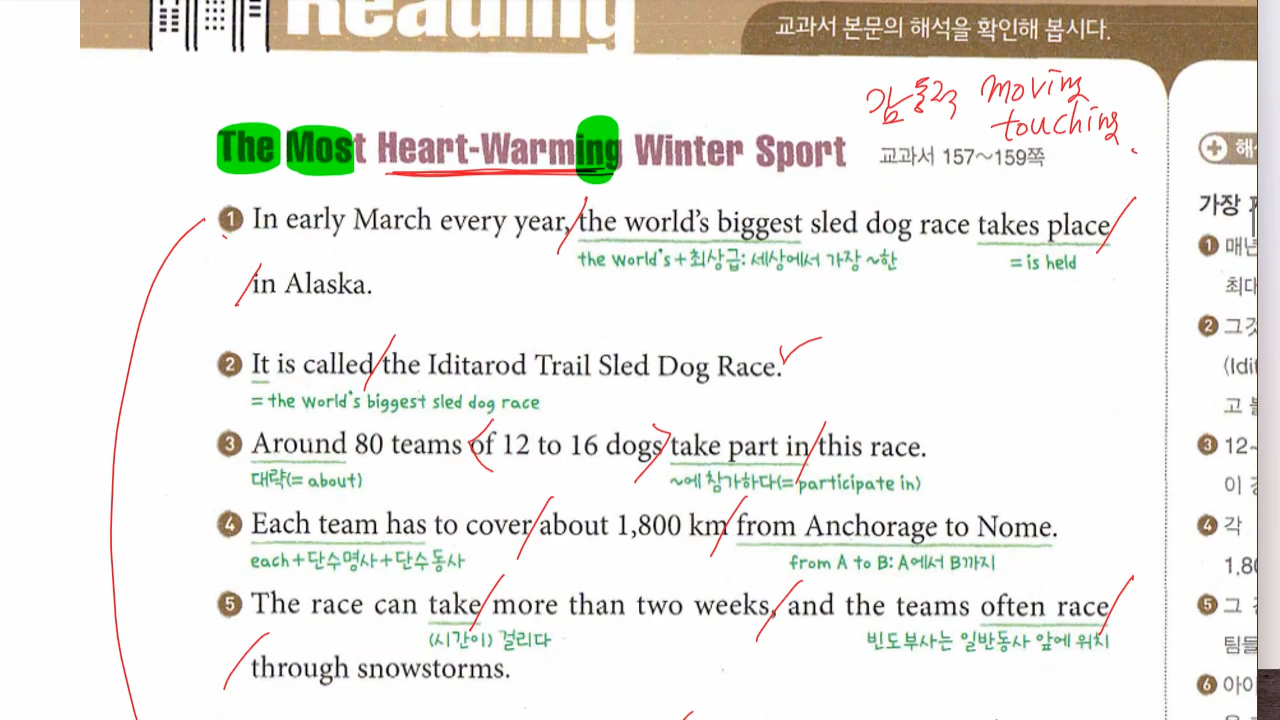 Reading
교과서 본문의 해석을 확인해 봅시다.
감동적 moving
touching.
The Most Heart-Warming Winter Sport 교과서 157~159쪽
1 In early March every year, the world's biggest sled dog race takes place
the world's+최상급: 세상에서 가장 ~한 = is held
in Alaska.
2 It is called the Iditarod Trail Sled Dog Race.
= the world's biggest sled dog race
3 Around 80 teams of 12 to 16 dogs take part in this race.
대략(= about) ~에 참가하다(= participate in)
4 Each team has to cover about 1,800 km from Anchorage to Nome.
each+단수명사+단수동사 from A to B: A에서 B까지
5 The race can take more than two weeks, and the teams often race
(시간이) 걸리다 빈도부사는 일반동사 앞에 위치
through snowstorms.
+ 해
가장
1 매년
최대
2 그것
(Idit
고
3 12~
이
4 각
1,80
5 그
팀들
6 아이